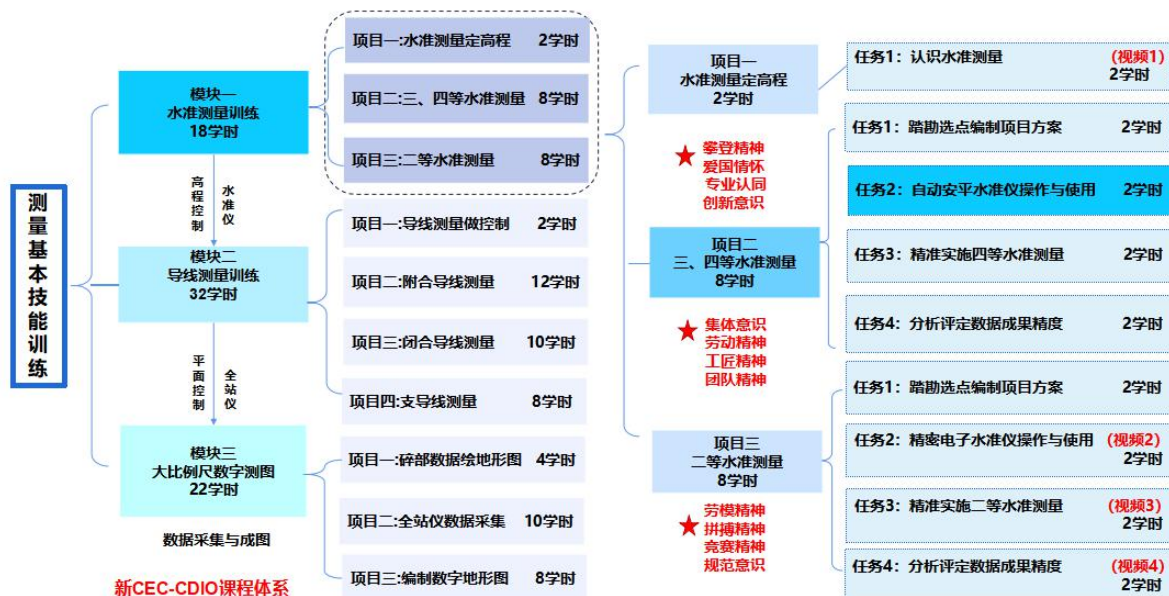 测量基本技能训练
模块一
水准测量训练
18学时
高程控制
水准仪
模块二
导线测量训练
32学时
平面控制
全站仪
模块三
大比例尺数字测图
22学时
数据采集与成图
新CEC-CDIO课程体系
项目一:水准测量定高程 2学时
项目二:三、四等水准测量 8学时
项目三:二等水准测量 8学时
项目一:导线测量做控制 2学时
项目二:附合导线测量 12学时
项目三:闭合导线测量 10学时
项目四:支导线测量 8学时
项目一:碎部数据绘地形图 4学时
项目二:全站仪数据采集 10学时
项目三:编制数字地形图 8学时
项目一
水准测量定高程
2学时
★ 攀登精神
爱国情怀
专业认同
创新意识
项目二
三、四等水准测量
8学时
★ 集体意识
劳动精神
工匠精神
团队精神
项目三
二等水准测量
8学时
★ 劳模精神
拼搏精神
竞赛精神
规范意识
任务1：认识水准测量 (视频1)
2学时
任务1：踏勘选点编制项目方案 2学时
任务2：自动安平水准仪操作与使用 2学时
任务3：精准实施四等水准测量 2学时
任务4：分析评定数据成果精度 2学时
任务1：踏勘选点编制项目方案 2学时
任务2：精密电子水准仪操作与使用 (视频2)
2学时
任务3：精准实施二等水准测量 (视频3)
2学时
任务4：分析评定数据成果精度 (视频4)
2学时